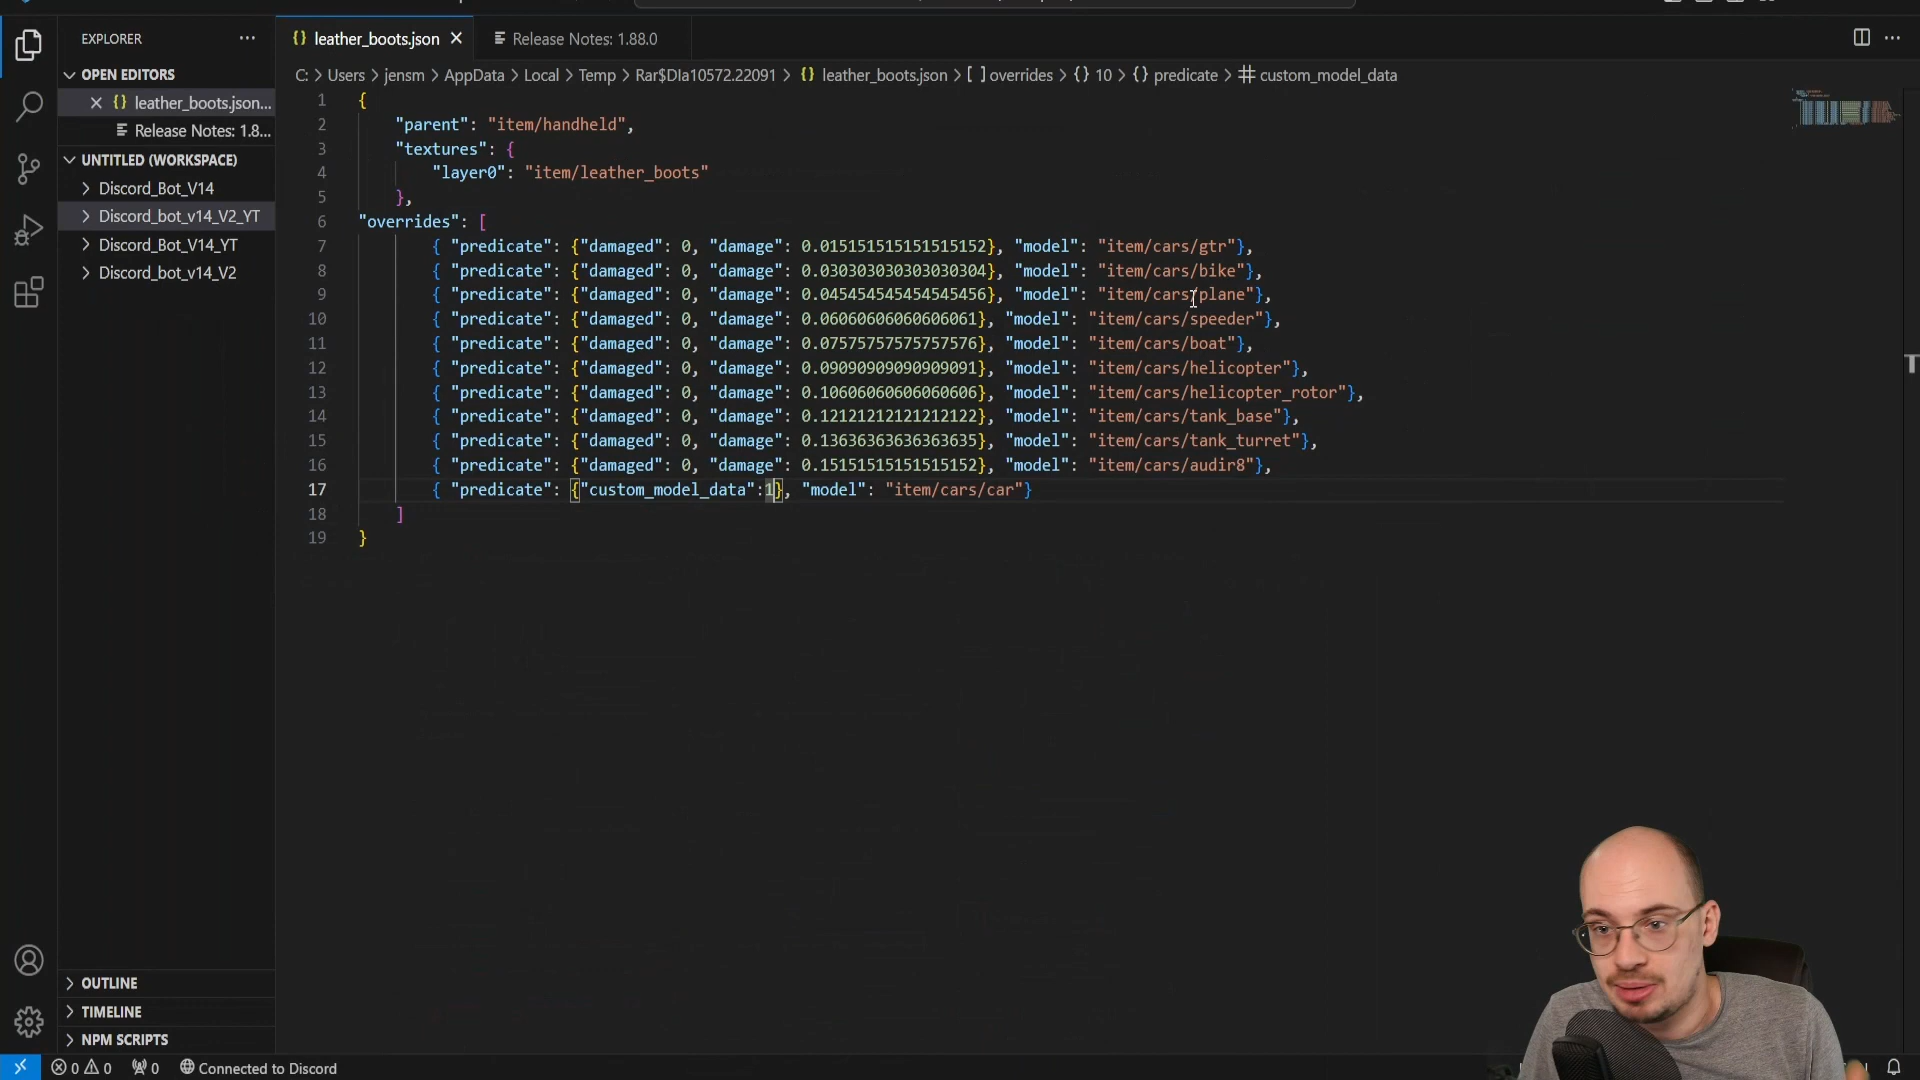 EXPLORER
OPEN EDITORS
leather_boots.json...
Release Notes: 1.8...
UNTITLED (WORKSPACE)
Discord_Bot_V14
Discord_bot_v14_V2_YT
Discord_Bot_V14_YT
Discord_bot_v14_V2
OUTLINE
TIMELINE
NPM SCRIPTS
leather_boots.json
Release Notes: 1.88.0
C: > Users > jensm > AppData > Local > Temp > Rar$DIa10572.22091 > {} leather_boots.json > [ ] overrides > {} 10 > {} predicate > # custom_model_data
1 {
2 "parent": "item/handheld",
3 "textures": {
4 "layer0": "item/leather_boots"
5 },
6 "overrides": [
7 { "predicate": {"damaged": 0, "damage": 0.015151515151515152}, "model": "item/cars/gtr"},
8 { "predicate": {"damaged": 0, "damage": 0.030303030303030304}, "model": "item/cars/bike"},
9 { "predicate": {"damaged": 0, "damage": 0.045454545454545456}, "model": "item/cars/plane"},
10 { "predicate": {"damaged": 0, "damage": 0.06060606060606061}, "model": "item/cars/speeder"},
11 { "predicate": {"damaged": 0, "damage": 0.07575757575757576}, "model": "item/cars/boat"},
12 { "predicate": {"damaged": 0, "damage": 0.09090909090909091}, "model": "item/cars/helicopter"},
13 { "predicate": {"damaged": 0, "damage": 0.10606060606060606}, "model": "item/cars/helicopter_rotor"},
14 { "predicate": {"damaged": 0, "damage": 0.12121212121212122}, "model": "item/cars/tank_base"},
15 { "predicate": {"damaged": 0, "damage": 0.13636363636363635}, "model": "item/cars/tank_turret"},
16 { "predicate": {"damaged": 0, "damage": 0.15151515151515152}, "model": "item/cars/audir8"},
17 { "predicate": {"custom_model_data":1}, "model": "item/cars/car"}
18 ]
19 }
0 0 0 Connected to Discord